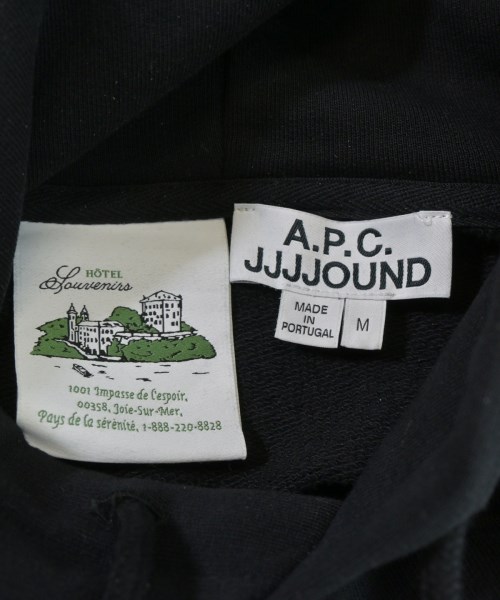 HÔTEL
Souvenirs
1001 Impasse de l'espoir,
00358, Joie-Sur-Mer,
Pays de la sérénité, 1-888-220-8828
A.P.C.
JJJJOUND
MADE
IN
PORTUGAL
M